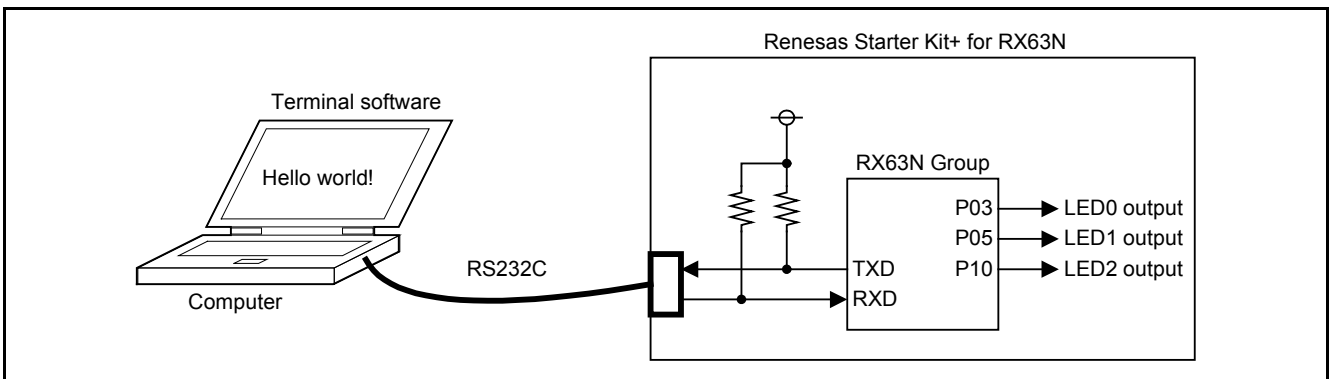 Renesas Starter Kit+ for RX63N
Terminal software
Hello world!
RX63N Group
P03 LED0 output
P05 LED1 output
RS232C
TXD P10 LED2 output
RXD
Computer